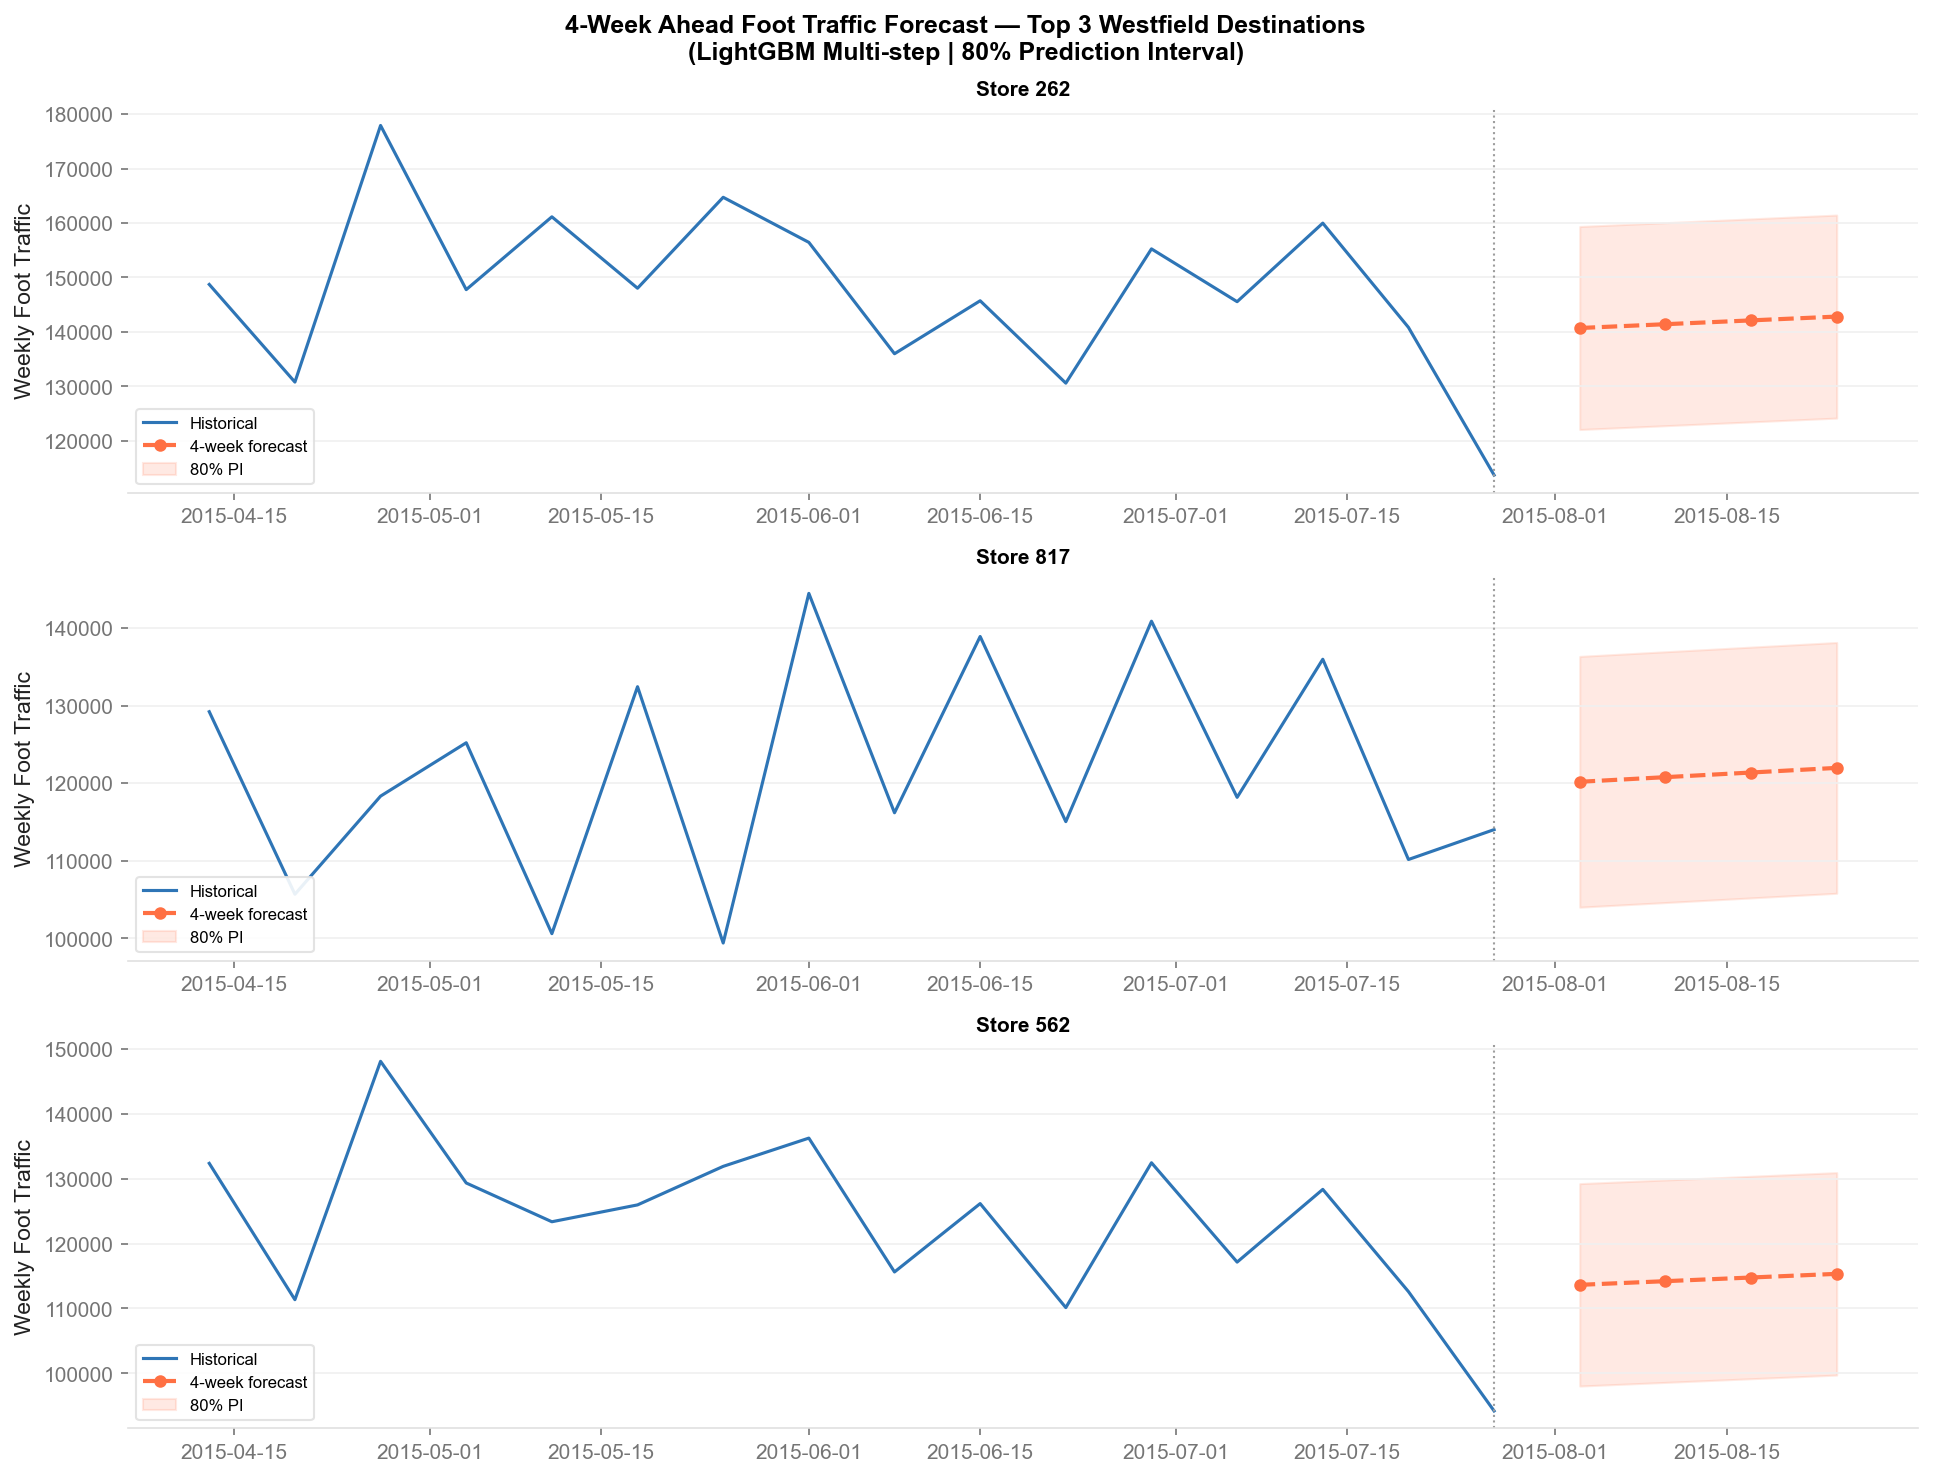 4-Week Ahead Foot Traffic Forecast — Top 3 Westfield Destinations
(LightGBM Multi-step | 80% Prediction Interval)
Store 262
Weekly Foot Traffic
180000
170000
160000
150000
140000
130000
120000
Historical
4-week forecast
80% PI
2015-04-15 2015-05-01 2015-05-15 2015-06-01 2015-06-15 2015-07-01 2015-07-15 2015-08-01 2015-08-15
Store 817
Weekly Foot Traffic
140000
130000
120000
110000
100000
Historical
4-week forecast
80% PI
2015-04-15 2015-05-01 2015-05-15 2015-06-01 2015-06-15 2015-07-01 2015-07-15 2015-08-01 2015-08-15
Store 562
Weekly Foot Traffic
150000
140000
130000
120000
110000
100000
Historical
4-week forecast
80% PI
2015-04-15 2015-05-01 2015-05-15 2015-06-01 2015-06-15 2015-07-01 2015-07-15 2015-08-01 2015-08-15